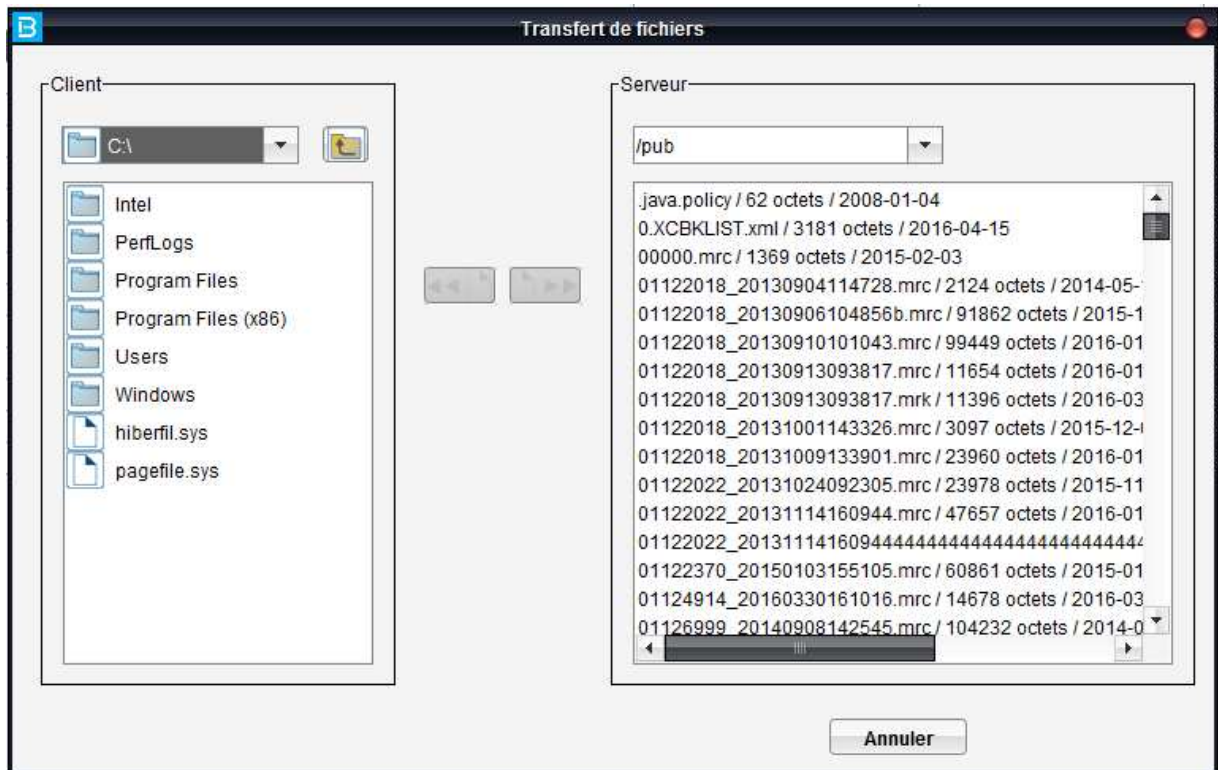 B
Transfert de fichiers
Client
C:\
Intel
PerfLogs
Program Files
Program Files (x86)
Users
Windows
hiberfil.sys
pagefile.sys
Serveur
/pub
.java.policy / 62 octets / 2008-01-04
0.XCBKLIST.xml / 3181 octets / 2016-04-15
00000.mrc / 1369 octets / 2015-02-03
01122018_20130904114728.mrc / 2124 octets / 2014-05-
01122018_20130906104856b.mrc / 91862 octets / 2015-1
01122018_20130910101043.mrc / 99449 octets / 2016-01
01122018_20130913093817.mrc / 11654 octets / 2016-01
01122018_20130913093817.mrk / 11396 octets / 2016-03
01122018_20131001143326.mrc / 3097 octets / 2015-12-
01122018_20131009133901.mrc / 23960 octets / 2016-01
01122022_20131024092305.mrc / 23978 octets / 2015-11
01122022_20131114160944.mrc / 47657 octets / 2016-01
01122370_20150103155105.mrc / 60861 octets / 2015-01
01124914_20160330161016.mrc / 14678 octets / 2016-03
01126999_20140908142545.mrc / 104232 octets / 2014-0
Annuler